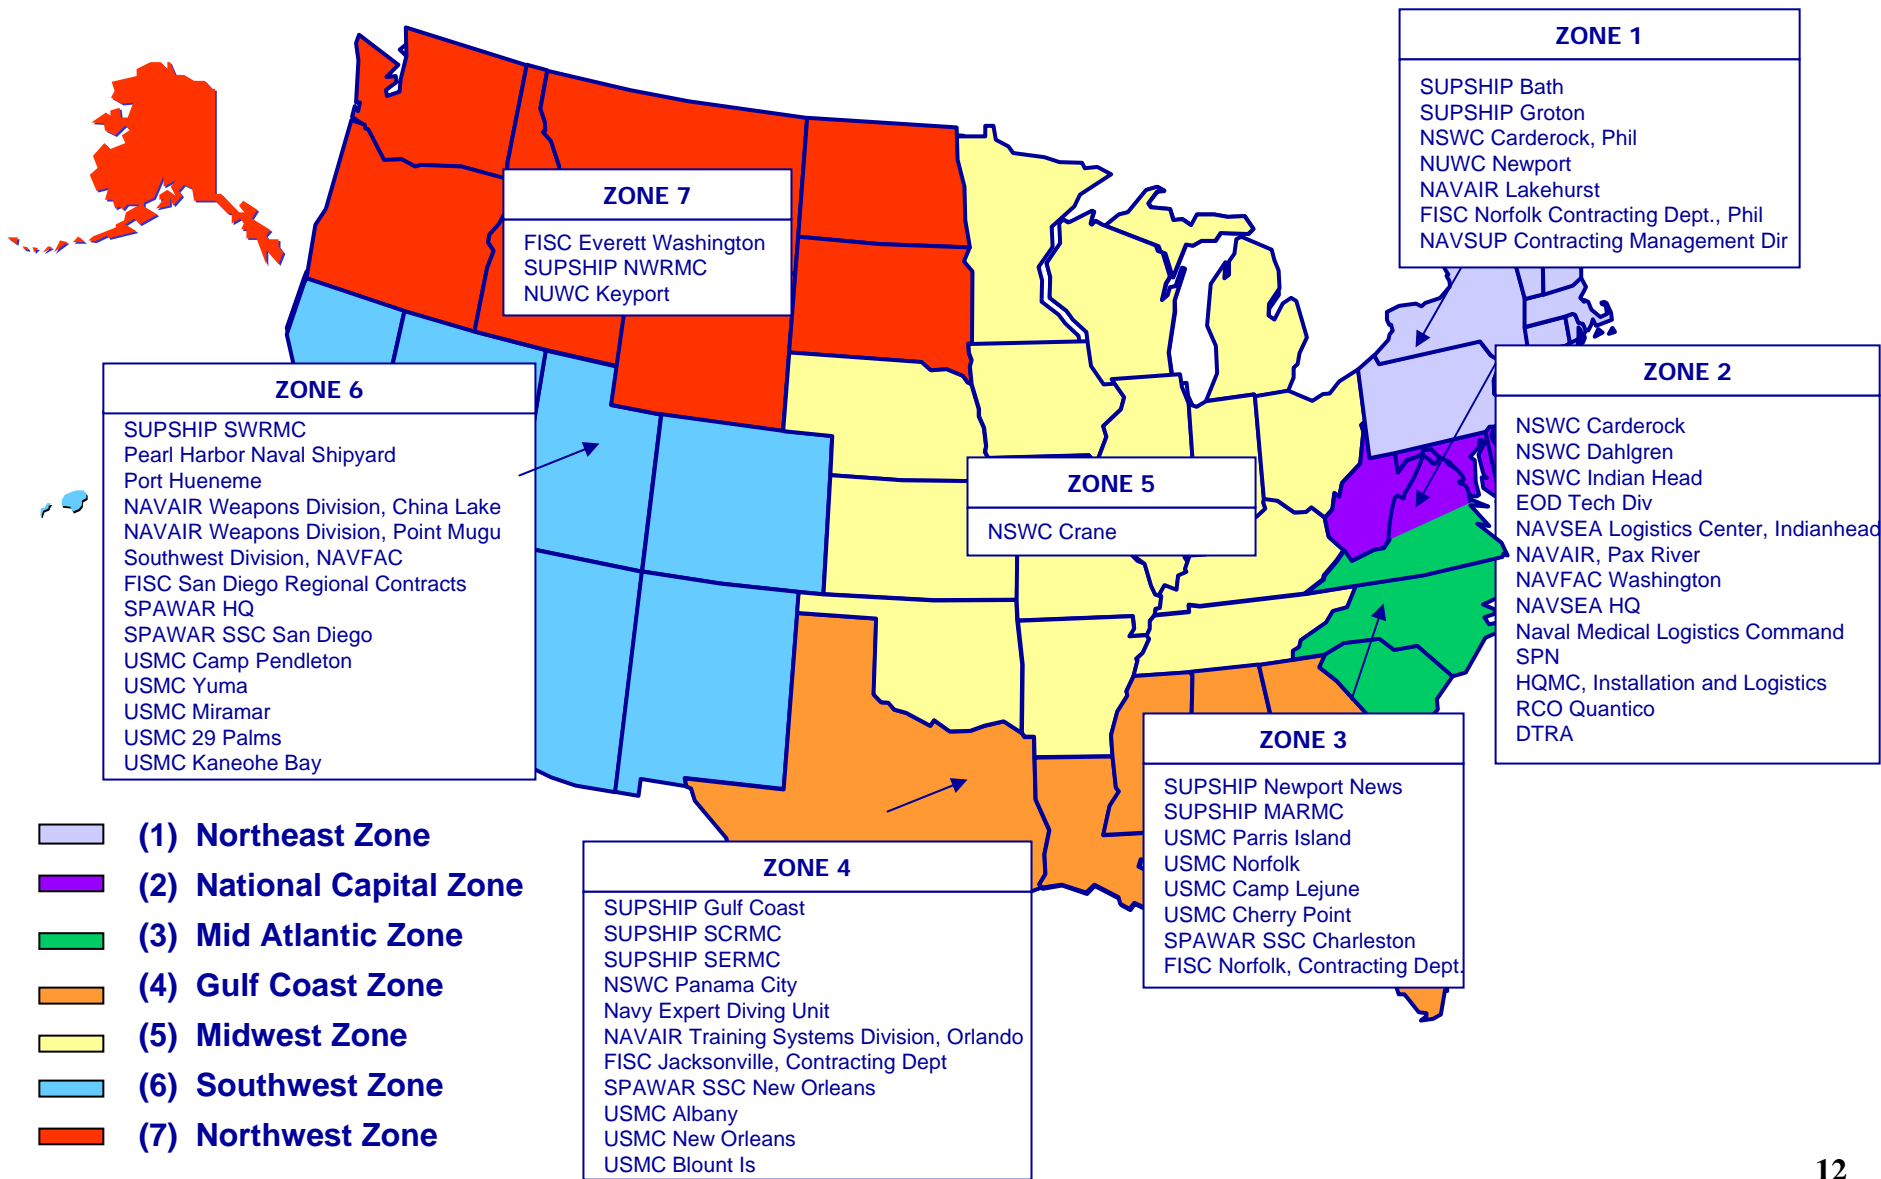 ZONE 1
SUPSHIP Bath
SUPSHIP Groton
NSWC Carderock, Phil
NUWC Newport
NAVAIR Lakehurst
FISC Norfolk Contracting Dept., Phil
NAVSUP Contracting Management Dir
ZONE 7
FISC Everett Washington
SUPSHIP NWRMC
NUWC Keyport
ZONE 2
NSWC Carderock
NSWC Dahlgren
NSWC Indian Head
EOD Tech Div
NAVSEA Logistics Center, Indianhead
NAVAIR, Pax River
NAVFAC Washington
NAVSEA HQ
Naval Medical Logistics Command
SPN
HQMC, Installation and Logistics
RCO Quantico
DTRA
ZONE 6
SUPSHIP SWRMC
Pearl Harbor Naval Shipyard
Port Hueneme
NAVAIR Weapons Division, China Lake
NAVAIR Weapons Division, Point Mugu
Southwest Division, NAVFAC
FISC San Diego Regional Contracts
SPAWAR HQ
SPAWAR SSC San Diego
USMC Camp Pendleton
USMC Yuma
USMC Miramar
USMC 29 Palms
USMC Kaneohe Bay
ZONE 5
NSWC Crane
ZONE 3
SUPSHIP Newport News
SUPSHIP MARMC
USMC Parris Island
USMC Norfolk
USMC Camp Lejune
USMC Cherry Point
SPAWAR SSC Charleston
FISC Norfolk, Contracting Dept.
ZONE 4
SUPSHIP Gulf Coast
SUPSHIP SCRMC
SUPSHIP SERMC
NSWC Panama City
Navy Expert Diving Unit
NAVAIR Training Systems Division, Orlando
FISC Jacksonville, Contracting Dept
SPAWAR SSC New Orleans
USMC Albany
USMC New Orleans
USMC Blount Is
(1) Northeast Zone
(2) National Capital Zone
(3) Mid Atlantic Zone
(4) Gulf Coast Zone
(5) Midwest Zone
(6) Southwest Zone
(7) Northwest Zone
12